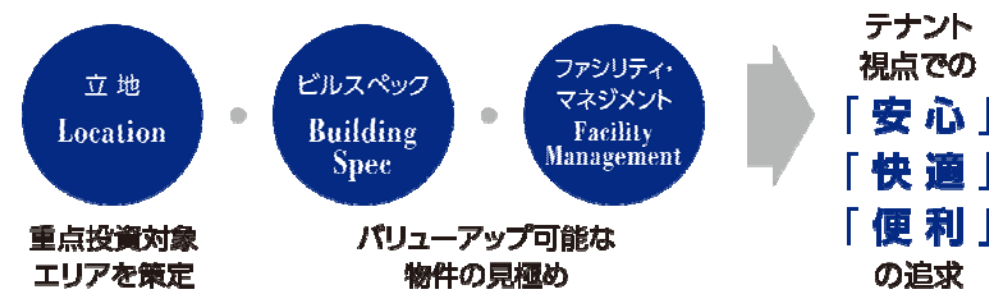 立地
Location
ビルスペック
Building
Spec
ファシリティ・
マネジメント
Facility
Management
重点投資対象
エリアを策定
バリューアップ可能な
物件の見極め
テナント
視点での
「安心」
「快適」
「便利」
の追求